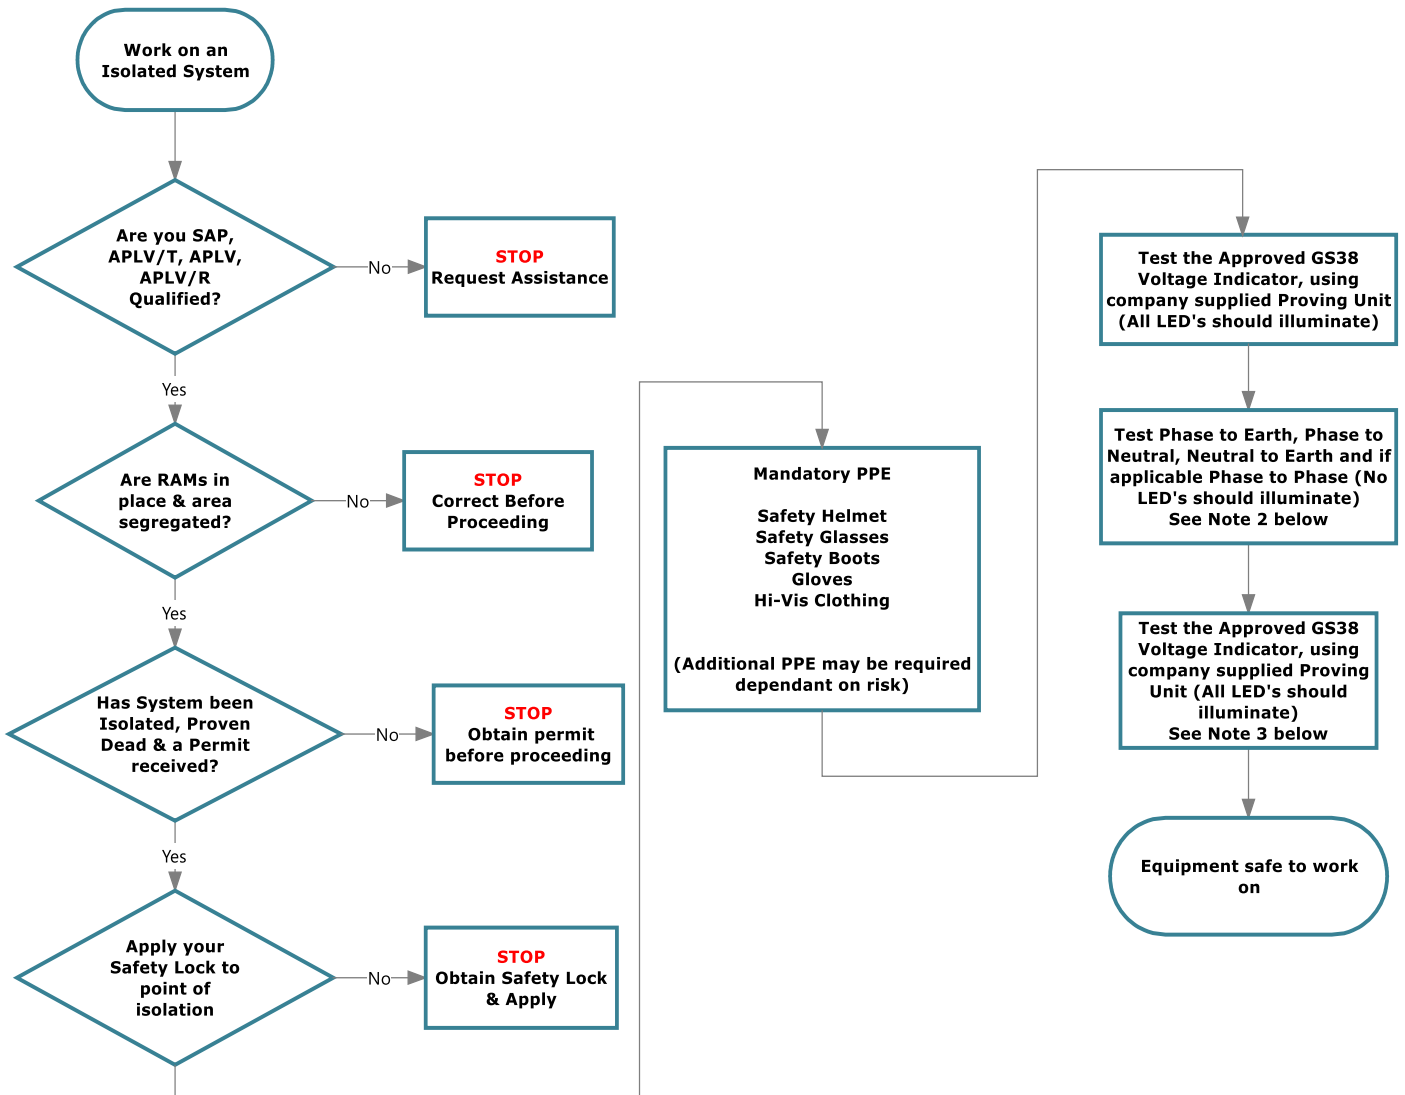 Work on an
Isolated System
Are you SAP,
APLV/T, APLV,
APLV/R
Qualified?
No
STOP
Request Assistance
Yes
Are RAMs in
place & area
segregated?
No
STOP
Correct Before
Proceeding
Yes
Has System been
Isolated, Proven
Dead & a Permit
received?
No
STOP
Obtain permit
before proceeding
Yes
Apply your
Safety Lock to
point of
isolation
No
STOP
Obtain Safety Lock
& Apply
Mandatory PPE
Safety Helmet
Safety Glasses
Safety Boots
Gloves
Hi-Vis Clothing
(Additional PPE may be required
dependant on risk)
Test the Approved GS38
Voltage Indicator, using
company supplied Proving Unit
(All LED's should illuminate)
Test Phase to Earth, Phase to
Neutral, Neutral to Earth and if
applicable Phase to Phase (No
LED's should illuminate)
See Note 2 below
Test the Approved GS38
Voltage Indicator, using
company supplied Proving
Unit (All LED's should
illuminate)
See Note 3 below
Equipment safe to work
on